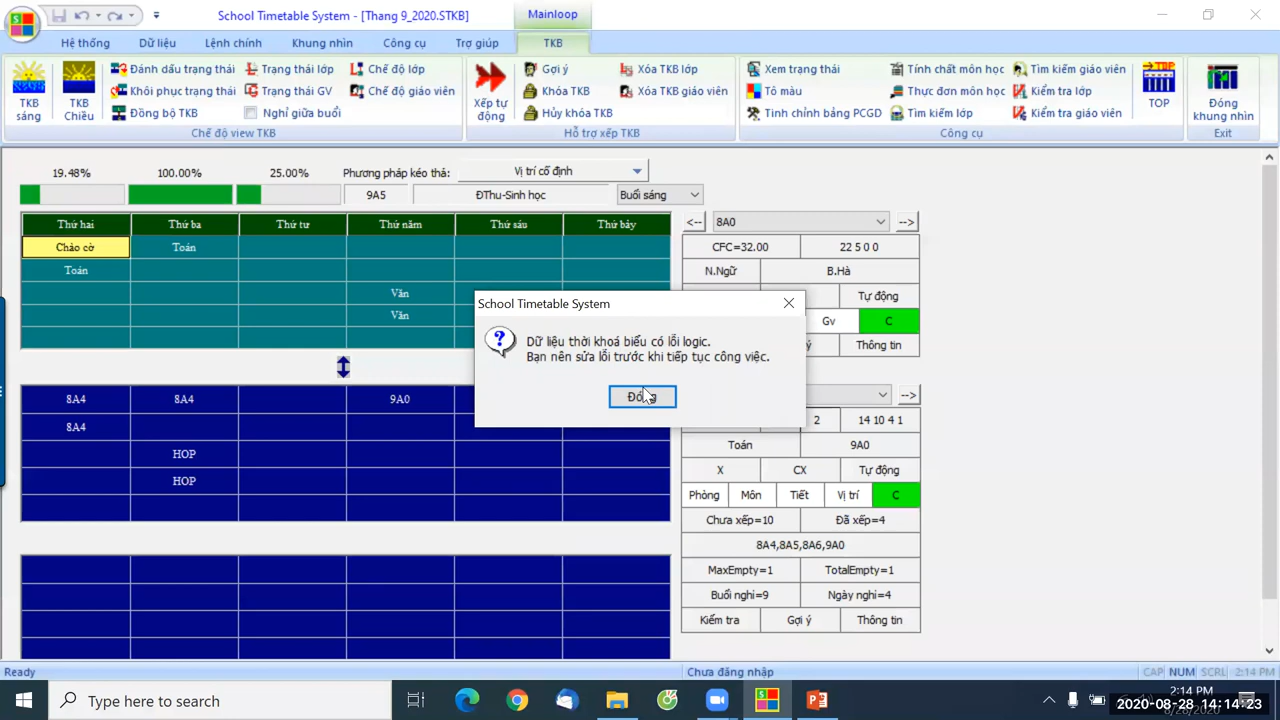 School Timetable System - [Thang 9_2020.STKB]
Mainloop
Hệ thống
Dữ liệu
Lệnh chính
Khung nhìn
Công cụ
Trợ giúp
TKB
TKB sáng
TKB Chiều
Đánh dấu trạng thái
Khôi phục trạng thái
Đồng bộ TKB
Trạng thái lớp
Trạng thái GV
Nghỉ giữa buổi
Chế độ lớp
Chế độ giáo viên
Chế độ view TKB
Xếp tự động
Gợi ý
Khóa TKB
Hủy khóa TKB
Xóa TKB lớp
Xóa TKB giáo viên
Hỗ trợ xếp TKB
Xem trạng thái
Tô màu
Tinh chỉnh bảng PCGD
Tính chất môn học
Thực đơn môn học
Tìm kiếm lớp
Tìm kiếm giáo viên
Kiểm tra lớp
Kiểm tra giáo viên
Công cụ
TOP
TOP
Đóng khung nhìn
Exit
19.48%
100.00%
25.00%
Phương pháp kéo thả:
Vị trí cố định
9A5
ĐThu-Sinh học
Buổi sáng
Thứ hai
Thứ ba
Thứ tư
Thứ năm
Thứ sáu
Thứ bảy
Chào cờ
Toán
Toán
Văn
Văn
<--
8A0
-->
CFC=32.00
22 5 0 0
N.Ngữ
B.Hà
Tự động
Gv
C
Thông tin
School Timetable System
Dữ liệu thời khoá biểu có lỗi logic.
Bạn nên sửa lỗi trước khi tiếp tục công việc.
8A4
8A4
9A0
8A4
HOP
HOP
-->
2
14 10 4 1
Toán
9A0
X
CX
Tự động
Phòng
Môn
Tiết
Vị trí
C
Chưa xếp=10
Đã xếp=4
8A4,8A5,8A6,9A0
MaxEmpty=1
TotalEmpty=1
Buổi nghi=9
Ngày nghi=4
Kiểm tra
Gợi ý
Thông tin
Ready
Chưa đăng nhập
CAP
NUM
SCRL
2:14 PM
Type here to search
2:14 PM
2020-08-28 14:14:23